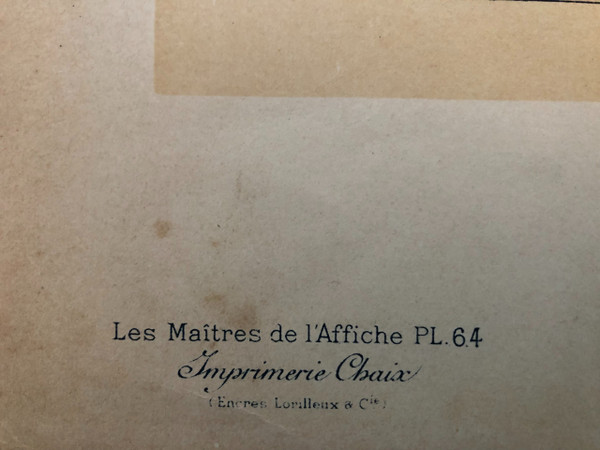 Les Maîtres de l'Affiche PL.64
Imprimerie Chaix
(Encres Lorilleux & Cie)